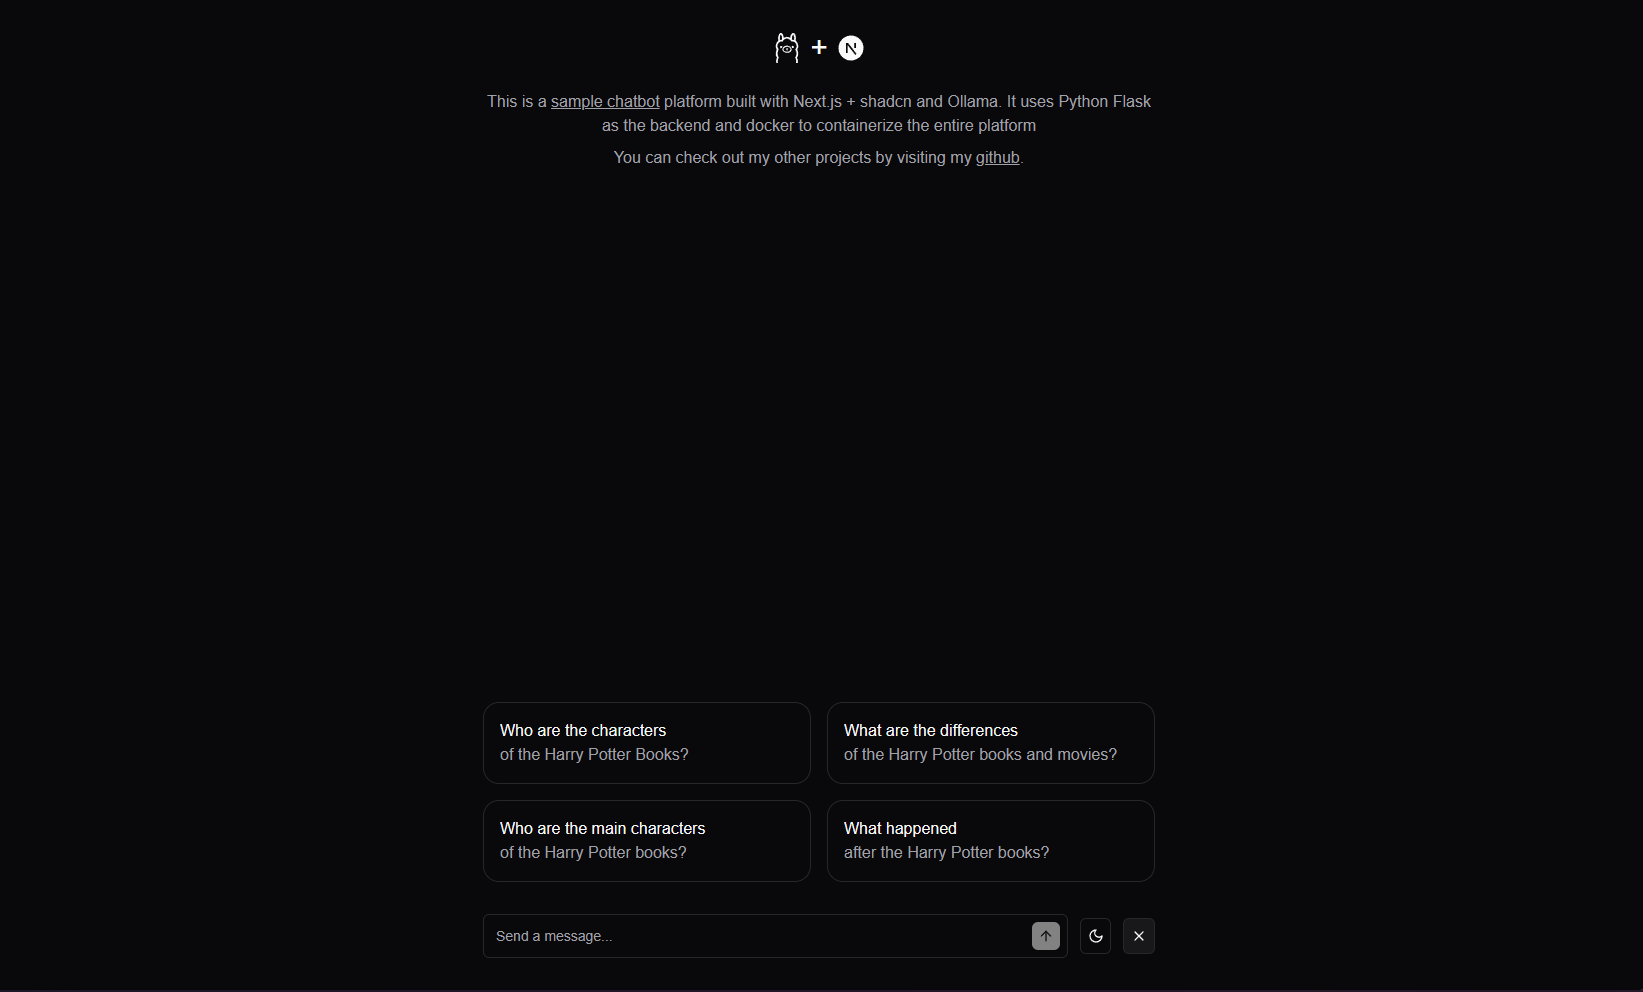 This is a sample chatbot platform built with Next.js + shadcn and Ollama. It uses Python Flask
as the backend and docker to containerize the entire platform
You can check out my other projects by visiting my github.
Who are the characters
of the Harry Potter Books?
What are the differences
of the Harry Potter books and movies?
Who are the main characters
of the Harry Potter books?
What happened
after the Harry Potter books?
Send a message...